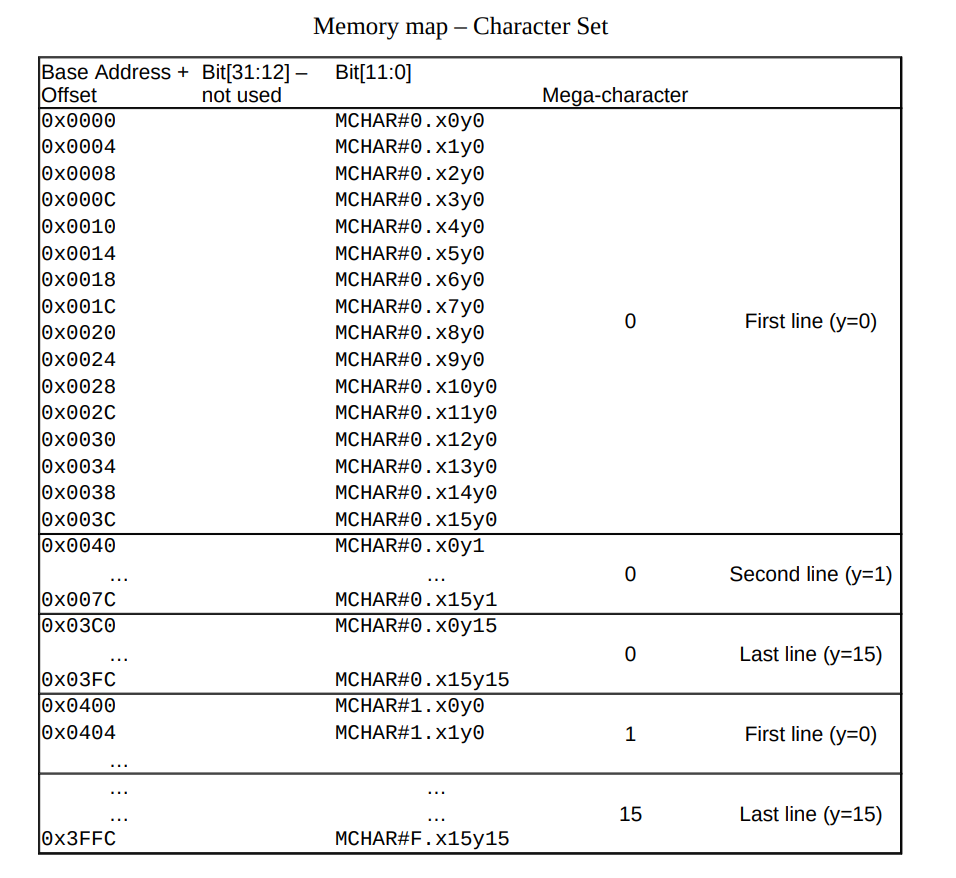 Memory map – Character Set
Base Address + Bit[31:12] – Bit[11:0]
Offset not used Mega-character
0x0000 MCHAR#0.x0y0
0x0004 MCHAR#0.x1y0
0x0008 MCHAR#0.x2y0
0x000C MCHAR#0.x3y0
0x0010 MCHAR#0.x4y0
0x0014 MCHAR#0.x5y0
0x0018 MCHAR#0.x6y0
0x001C MCHAR#0.x7y0
0 First line (y=0)
0x0020 MCHAR#0.x8y0
0x0024 MCHAR#0.x9y0
0x0028 MCHAR#0.x10y0
0x002C MCHAR#0.x11y0
0x0030 MCHAR#0.x12y0
0x0034 MCHAR#0.x13y0
0x0038 MCHAR#0.x14y0
0x003C MCHAR#0.x15y0
0x0040 MCHAR#0.x0y1
... ... 0 Second line (y=1)
0x007C MCHAR#0.x15y1
0x03C0 MCHAR#0.x0y15
... 0 Last line (y=15)
0x03FC MCHAR#0.x15y15
0x0400 MCHAR#1.x0y0
0x0404 MCHAR#1.x1y0 1 First line (y=0)
...
... ...
... ... 15 Last line (y=15)
0x3FFC MCHAR#F.x15y15